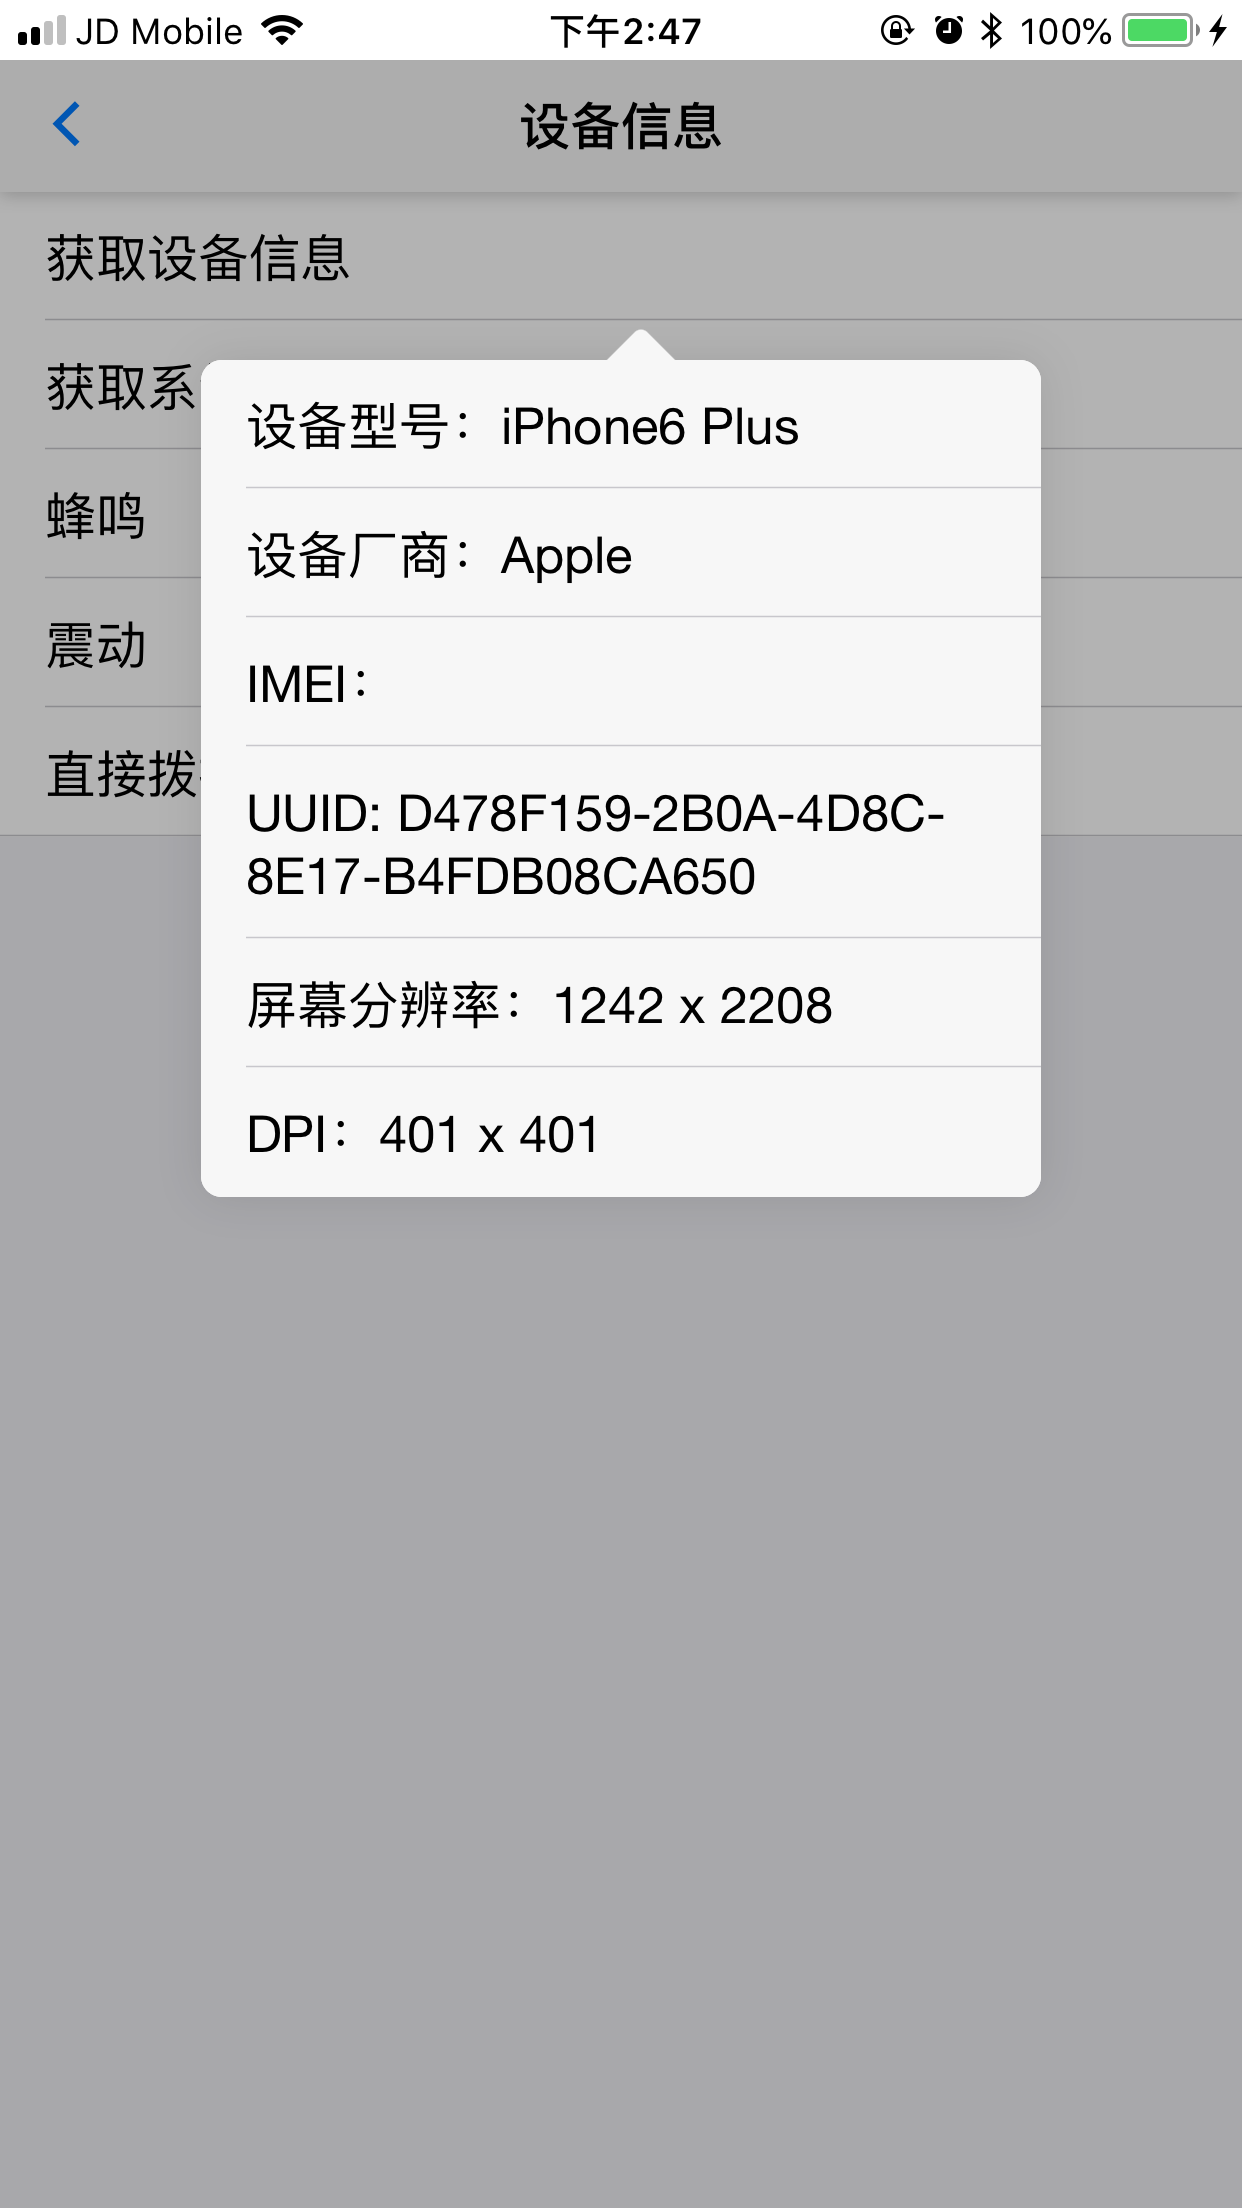 JD Mobile 下午2:47 100%
设备信息
获取设备信息
获取系
蜂鸣
震动
直接拨
设备型号：iPhone6 Plus
设备厂商：Apple
IMEI：
UUID: D478F159-2B0A-4D8C-
8E17-B4FDB08CA650
屏幕分辨率：1242 x 2208
DPI：401 x 401